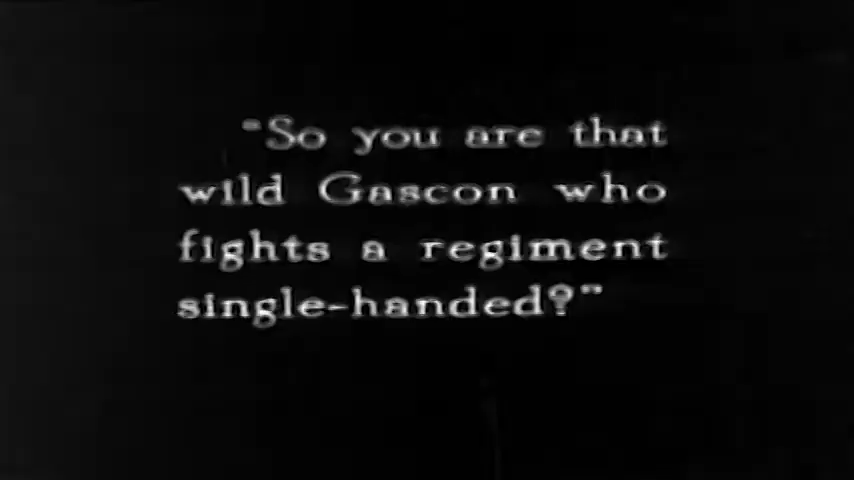 "So you are that
wild Gascon who
fights a regiment
single-handed?"